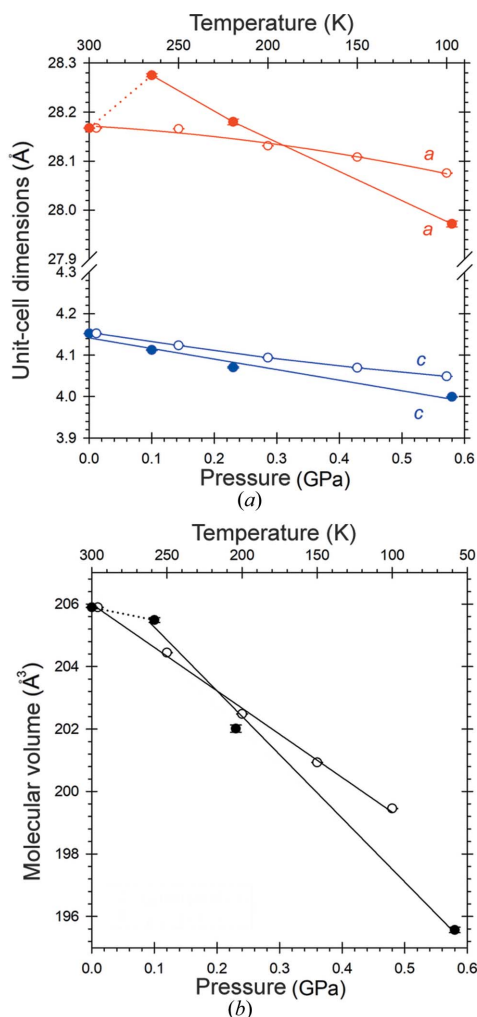 Temperature (K)
300 250 200 150 100
28.3
28.2
28.1
28.0
27.9
4.3
4.2
4.1
4.0
3.9
Unit-cell dimensions (Å)
a
a
c
c
0.0 0.1 0.2 0.3 0.4 0.5 0.6
Pressure (GPa)
(a)
Temperature (K)
300 250 200 150 100 50
206
204
202
200
198
196
Molecular volume (Å³)
0.0 0.1 0.2 0.3 0.4 0.5 0.6
Pressure (GPa)
(b)